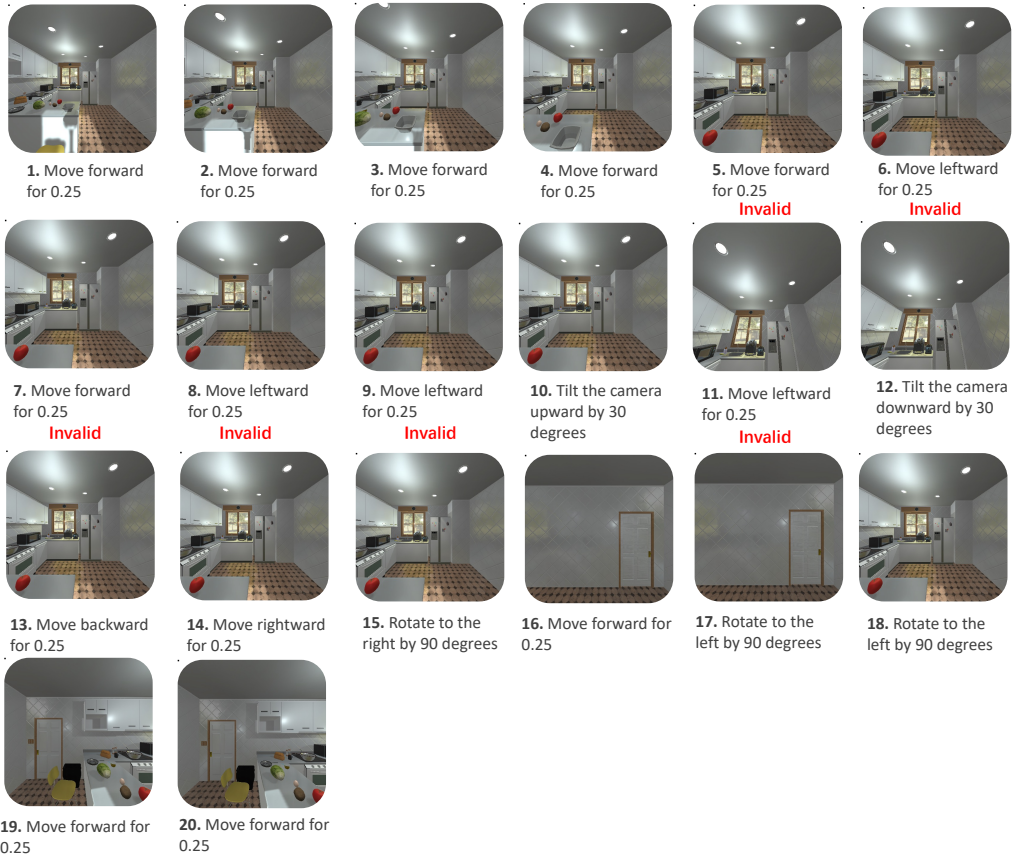 1. Move forward
for 0.25
2. Move forward
for 0.25
3. Move forward
for 0.25
4. Move forward
for 0.25
5. Move forward
for 0.25
Invalid
6. Move leftward
for 0.25
Invalid
7. Move forward
for 0.25
Invalid
8. Move leftward
for 0.25
Invalid
9. Move leftward
for 0.25
Invalid
10. Tilt the camera
upward by 30
degrees
11. Move leftward
for 0.25
Invalid
12. Tilt the camera
downward by 30
degrees
13. Move backward
for 0.25
14. Move rightward
for 0.25
15. Rotate to the
right by 90 degrees
16. Move forward for
0.25
17. Rotate to the
left by 90 degrees
18. Rotate to the
left by 90 degrees
19. Move forward for
0.25
20. Move forward for
0.25